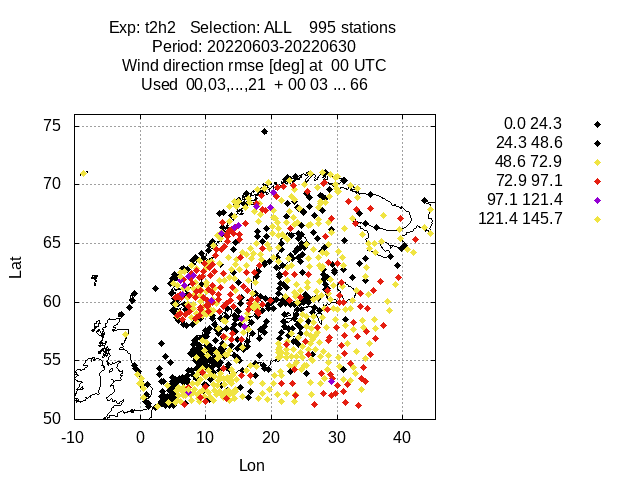 Exp: t2h2   Selection: ALL    995 stations
Period: 20220603-20220630
Wind direction rmse [deg] at  00 UTC
Used  00,03,...,21  + 00 03 ... 66
0.0 24.3
24.3 48.6
48.6 72.9
72.9 97.1
97.1 121.4
121.4 145.7
75
70
65
60
55
50
Lat
-10 0 10 20 30 40
Lon